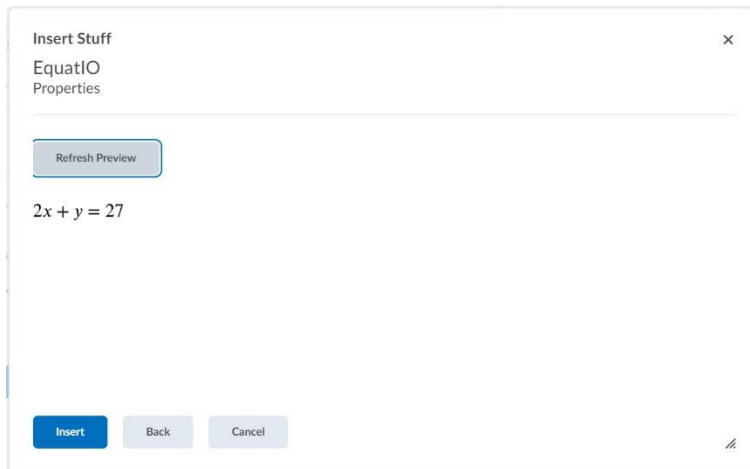 Insert Stuff
EquatIO
Properties
Refresh Preview
2x + y = 27
Insert Back Cancel